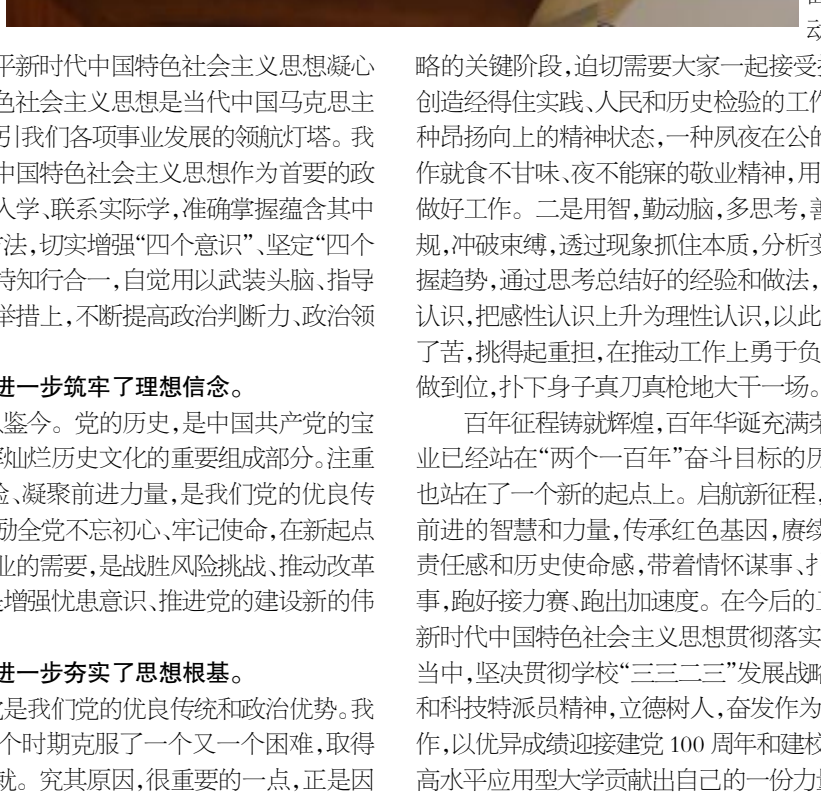 平新时代中国特色社会主义思想凝心
色社会主义思想是当代中国马克思主
引我们各项事业发展的领航灯塔。我
中国特色社会主义思想作为首要的政
入学、联系实际学，准确掌握蕴含其中
法，切实增强“四个意识”、坚定“四个
持知行合一，自觉用以武装头脑、指导
举措上，不断提高政治判断力、政治领
进一步筑牢了理想信念。
鉴今。党的历史，是中国共产党的宝
灿烂历史文化的重要组成部分。注重
、凝聚前进力量，是我们党的优良传
励全党不忘初心、牢记使命，在新起点
业的需要，是战胜风险挑战、推动改革
增强忧患意识、推进党的建设新的伟
进一步夯实了思想根基。
是我们党的优良传统和政治优势。我
个时期克服了一个又一个困难，取得
就。究其原因，很重要的一点，正是因
动
略的关键阶段，迫切需要大家一起接受
创造经得住实践、人民和历史检验的工作
种昂扬向上的精神状态，一种夙夜在公的
作就食不甘味、夜不能寐的敬业精神，用
做好工作。二是用智，勤动脑，多思考，善
规，冲破束缚，透过现象抓住本质，分析变
握趋势，通过思考总结好的经验和做法，
认识，把感性认识上升为理性认识，以此
了苦，挑得起重担，在推动工作上勇于负
做到位，扑下身子真刀真枪地大干一场。
百年征程铸就辉煌，百年华诞充满荣
业已经站在“两个一百年”奋斗目标的历
也站在了一个新的起点上。启航新征程，
前进的智慧和力量，传承红色基因，赓续
责任感和历史使命感，带着情怀谋事、
事，跑好接力赛、跑出加速度。在今后的工
新时代中国特色社会主义思想贯彻落实
当中，坚决贯彻学校“三三二三”发展战略
和科技特派员精神，立德树人，奋发作为
作，以优异成绩迎接建党 100 周年和建校
高水平应用型大学贡献出自己的一份力量